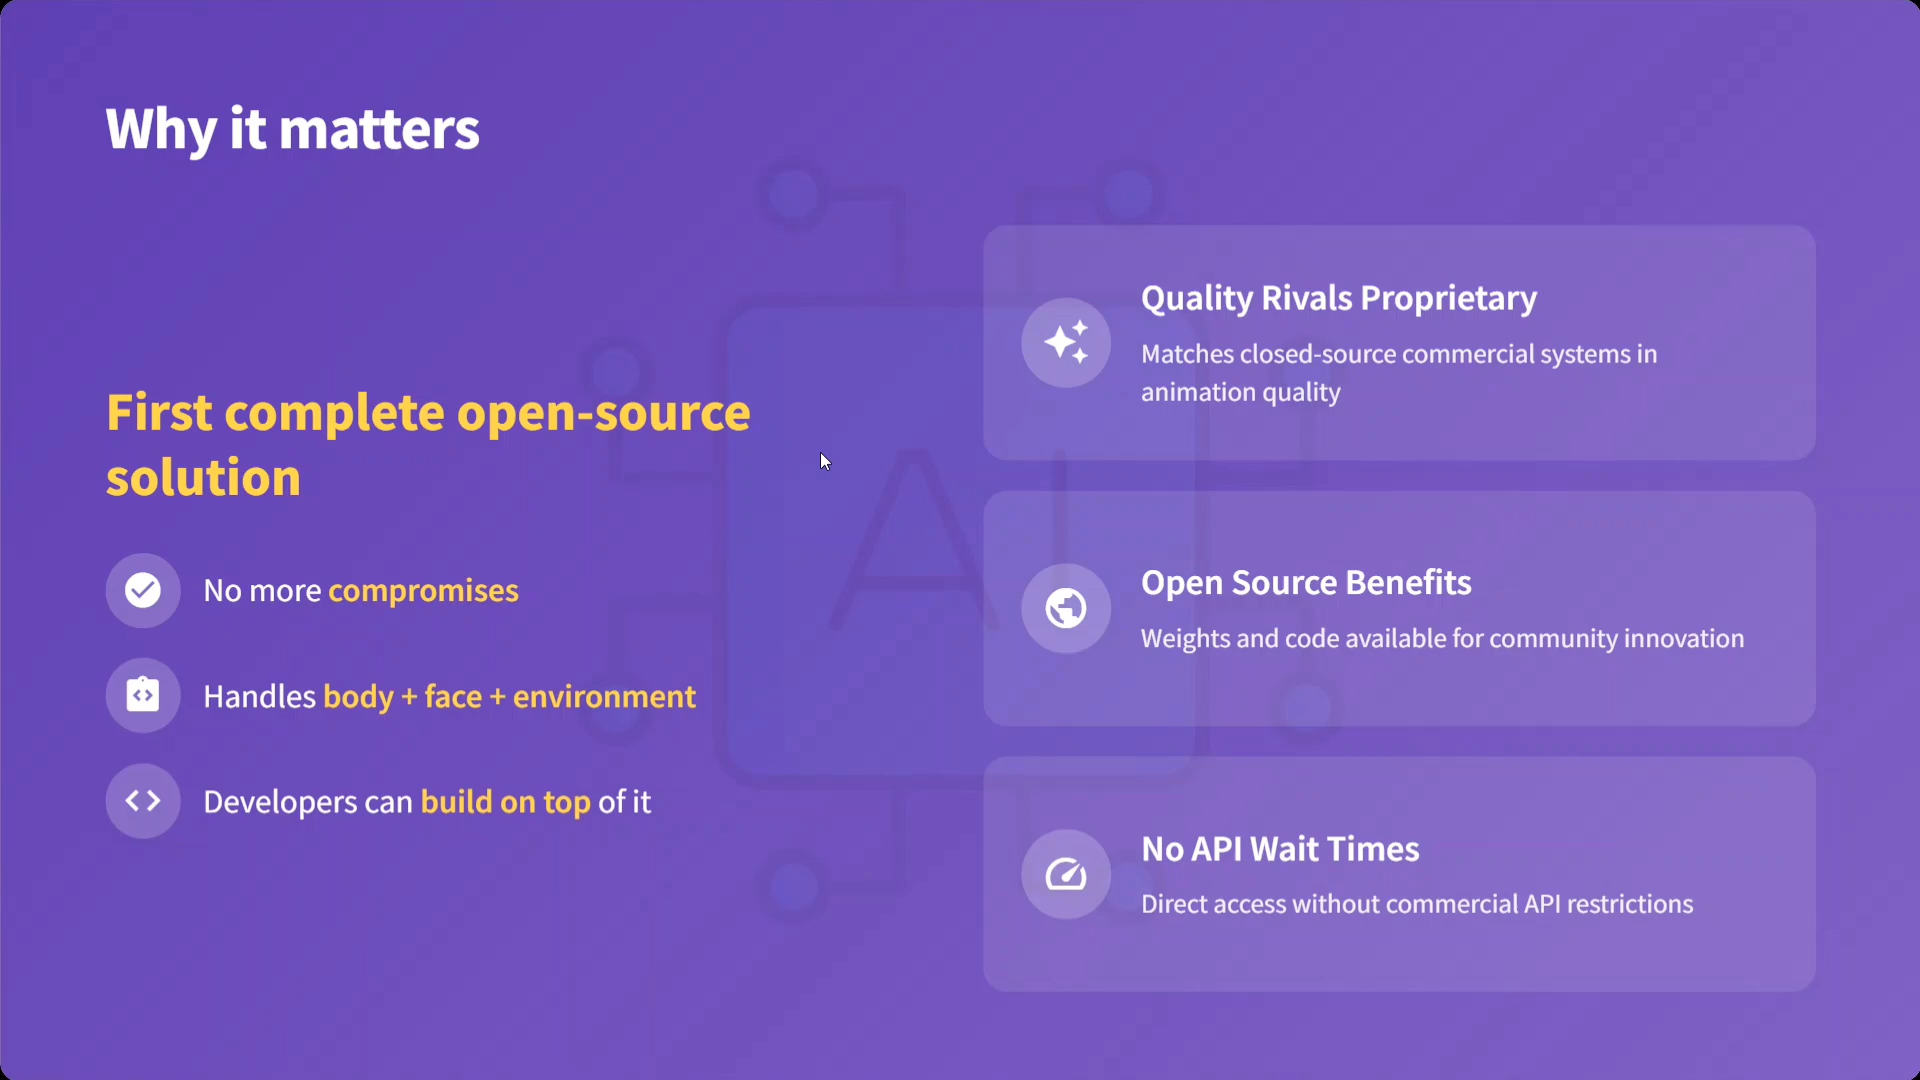 Why it matters
First complete open-source
solution
No more compromises
Handles body + face + environment
Developers can build on top of it
AI
Quality Rivals Proprietary
Matches closed-source commercial systems in
animation quality
Open Source Benefits
Weights and code available for community innovation
No API Wait Times
Direct access without commercial API restrictions